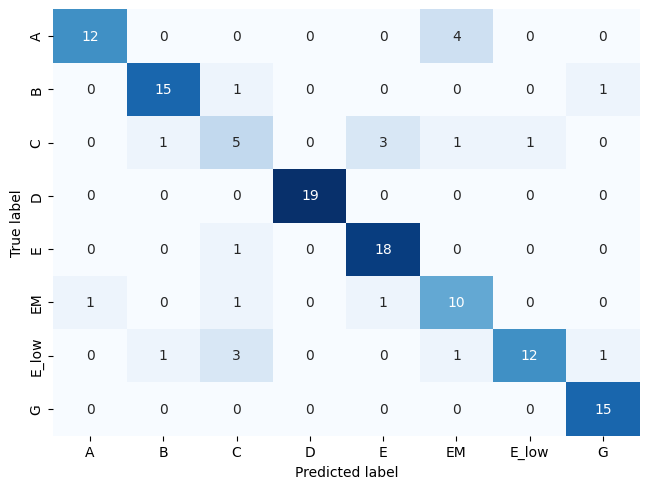 A 12 0 0 0 0 4 0 0
B 0 15 1 0 0 0 0 1
C 0 1 5 0 3 1 1 0
D 0 0 0 19 0 0 0 0
E 0 0 1 0 18 0 0 0
EM 1 0 1 0 1 10 0 0
E_low 0 1 3 0 0 1 12 1
G 0 0 0 0 0 0 0 15
True label
A B C D E EM E_low G
Predicted label